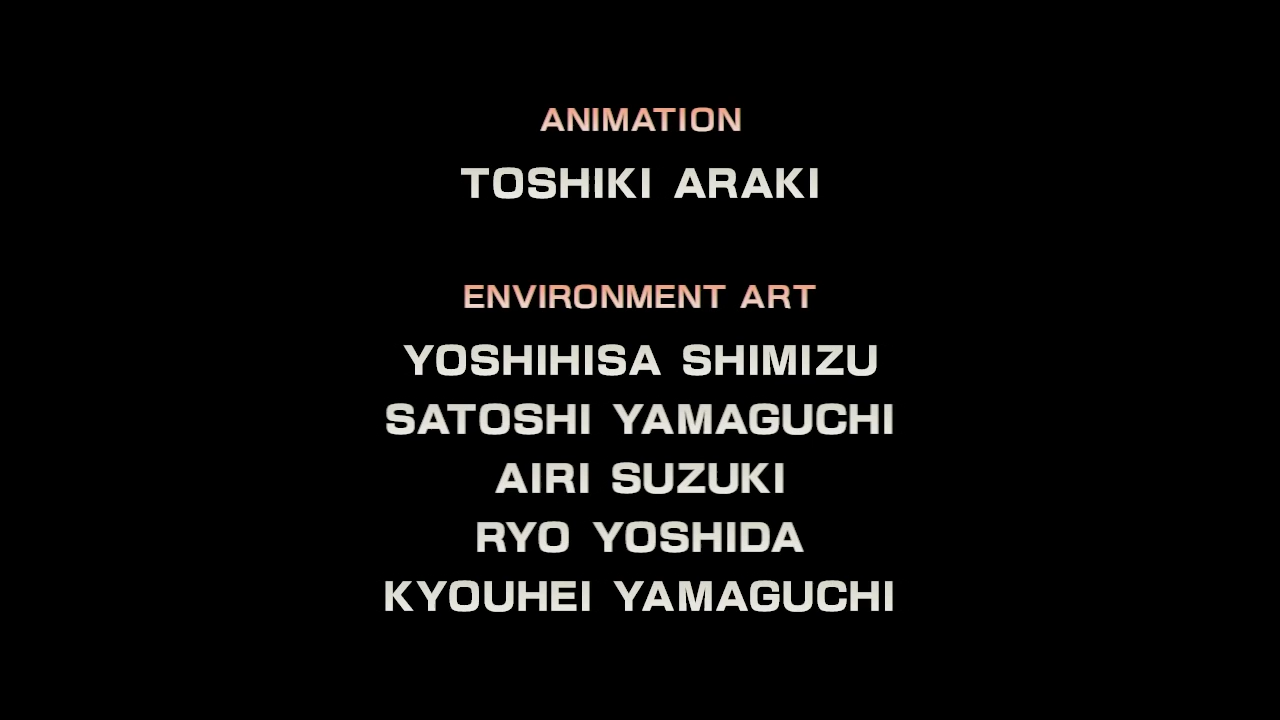 ANIMATION
TOSHIKI ARAKI
ENVIRONMENT ART
YOSHIHISA SHIMIZU
SATOSHI YAMAGUCHI
AIRI SUZUKI
RYO YOSHIDA
KYOUHEI YAMAGUCHI